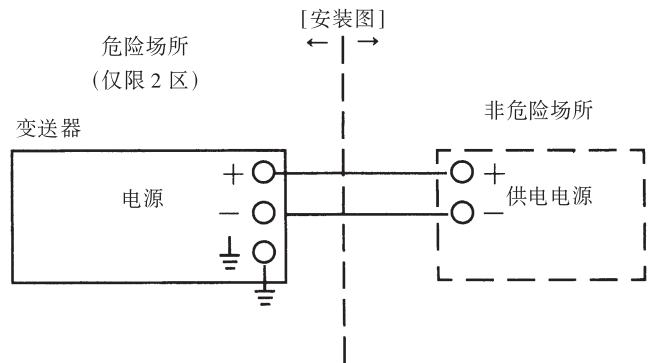 [安装图]
← →
危险场所
(仅限 2 区)
非危险场所
变送器
电源
+
−
+
−
供电电源